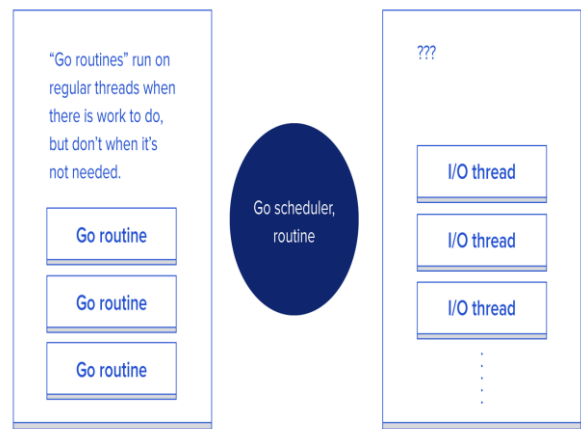 “Go routines” run on
regular threads when
there is work to do,
but don’t when it’s
not needed.
Go routine
Go routine
Go routine
Go scheduler,
routine
???
I/O thread
I/O thread
I/O thread